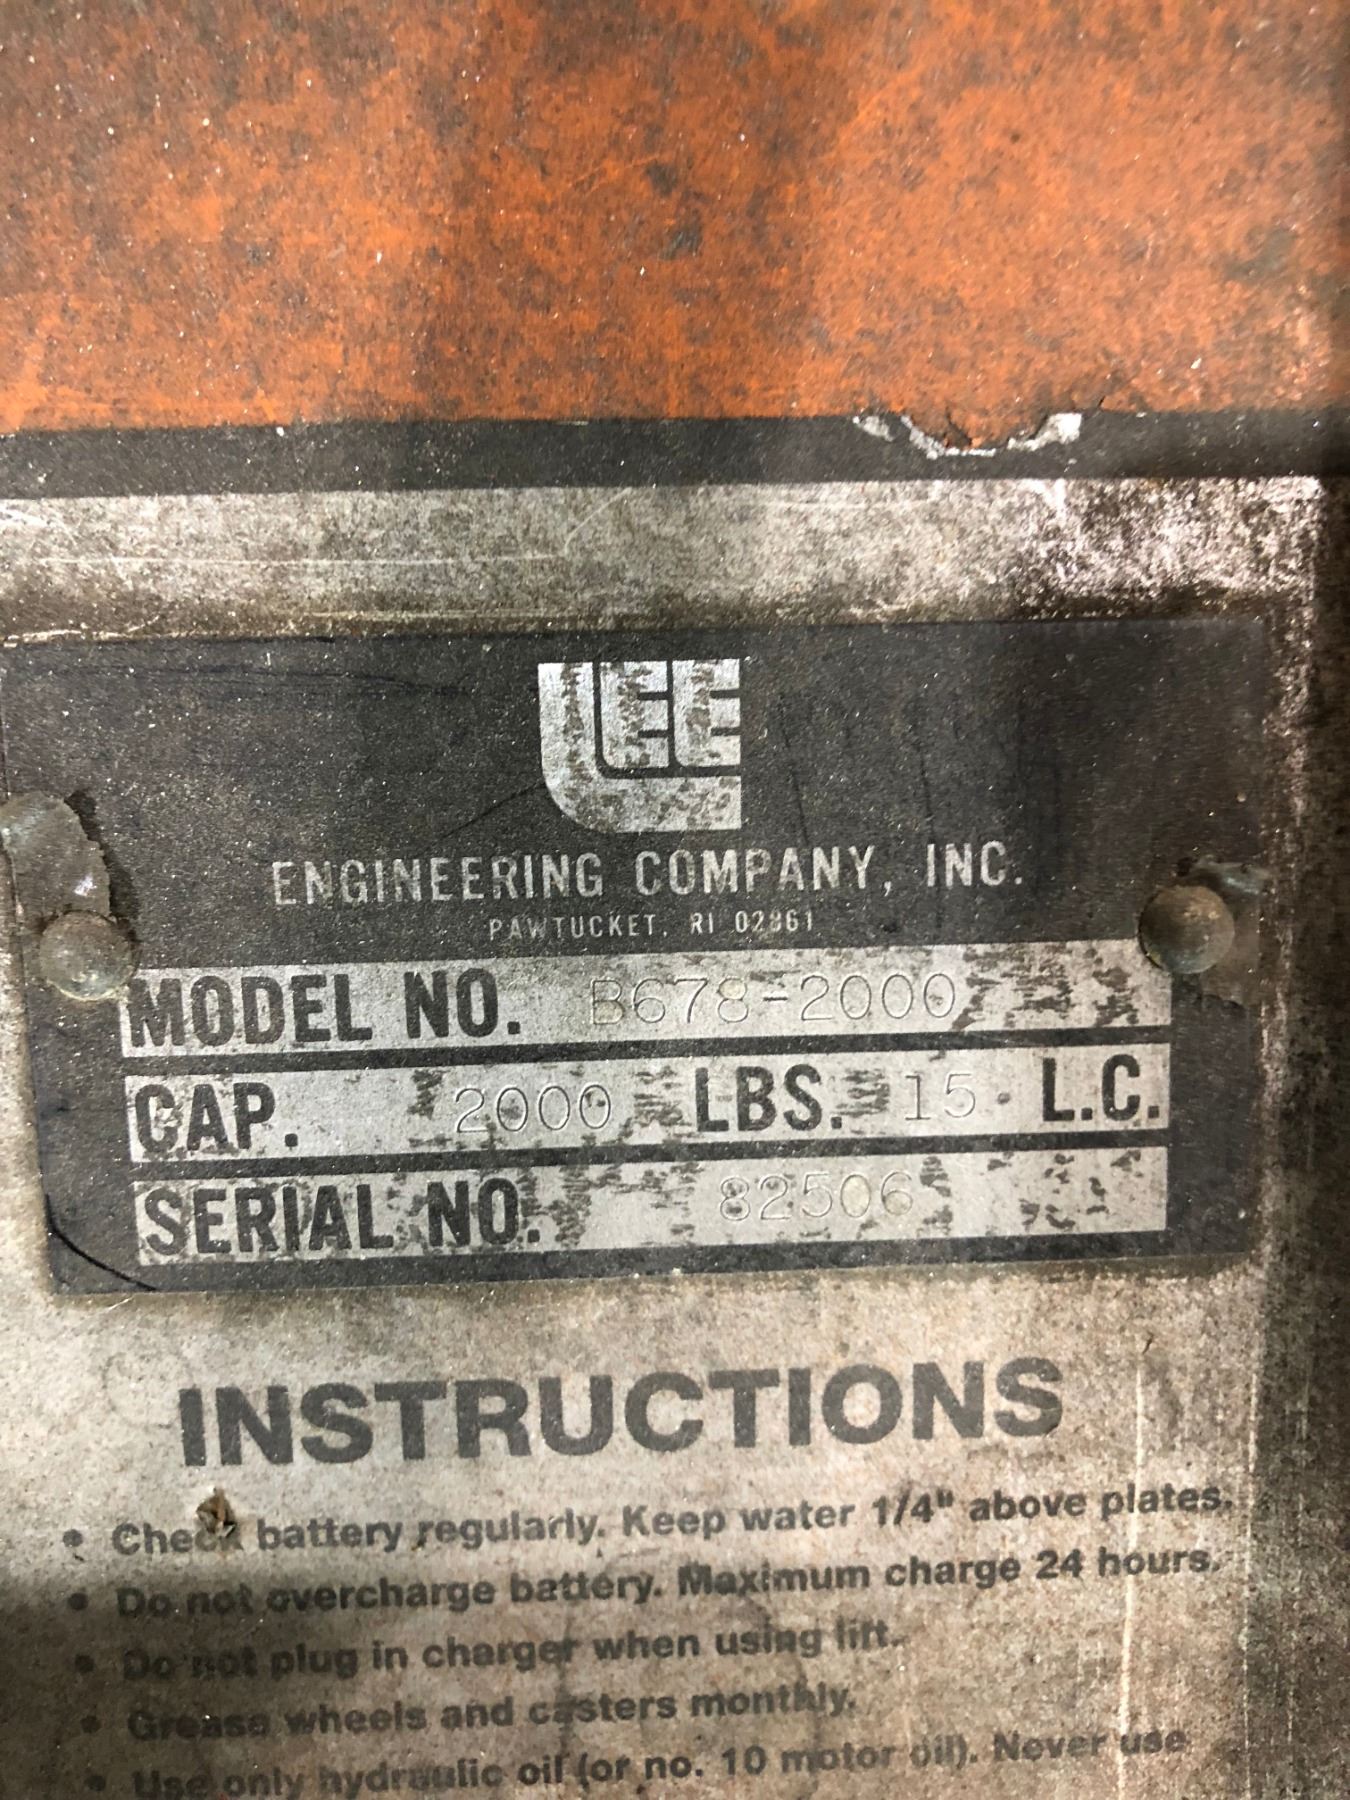 LEE
ENGINEERING COMPANY, INC.
PAWTUCKET, RI 02861
MODEL NO. B678-2000
CAP. 2000 LBS. 15 L.C.
SERIAL NO. 82506
INSTRUCTIONS
• Check battery regularly. Keep water 1/4" above plates.
• Do not overcharge battery. Maximum charge 24 hours.
• Do not plug in charger when using lift.
• Grease wheels and casters monthly.
• Use only hydraulic oil (or no. 10 motor oil). Never use